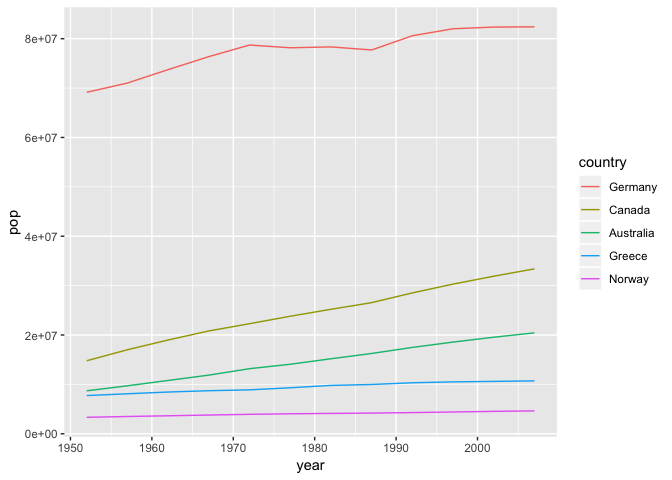 8e+07
6e+07
4e+07
2e+07
0e+00
pop
1950 1960 1970 1980 1990 2000
year
country
Germany
Canada
Australia
Greece
Norway